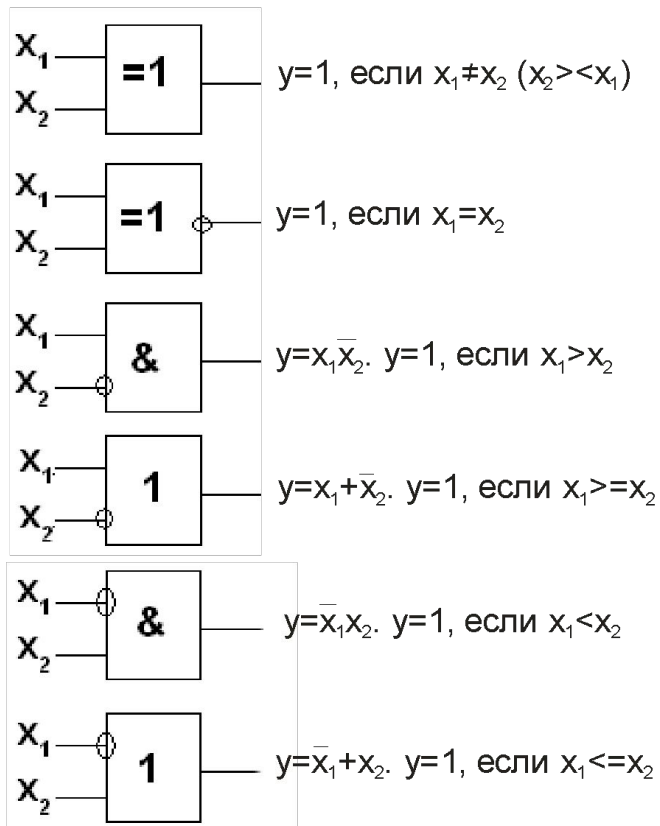 X₁
=1
y=1, если x₁≠x₂ (x₂><x₁)
X₂
X₁
=1
y=1, если x₁=x₂
X₂
X₁
&
y=x₁x̅₂. y=1, если x₁>x₂
X₂
X₁
1
y=x₁+x̅₂. y=1, если x₁>=x₂
X₂
X₁
&
y=x̅₁x₂. y=1, если x₁<x₂
X₂
X₁
1
y=x̅₁+x₂. y=1, если x₁<=x₂
X₂